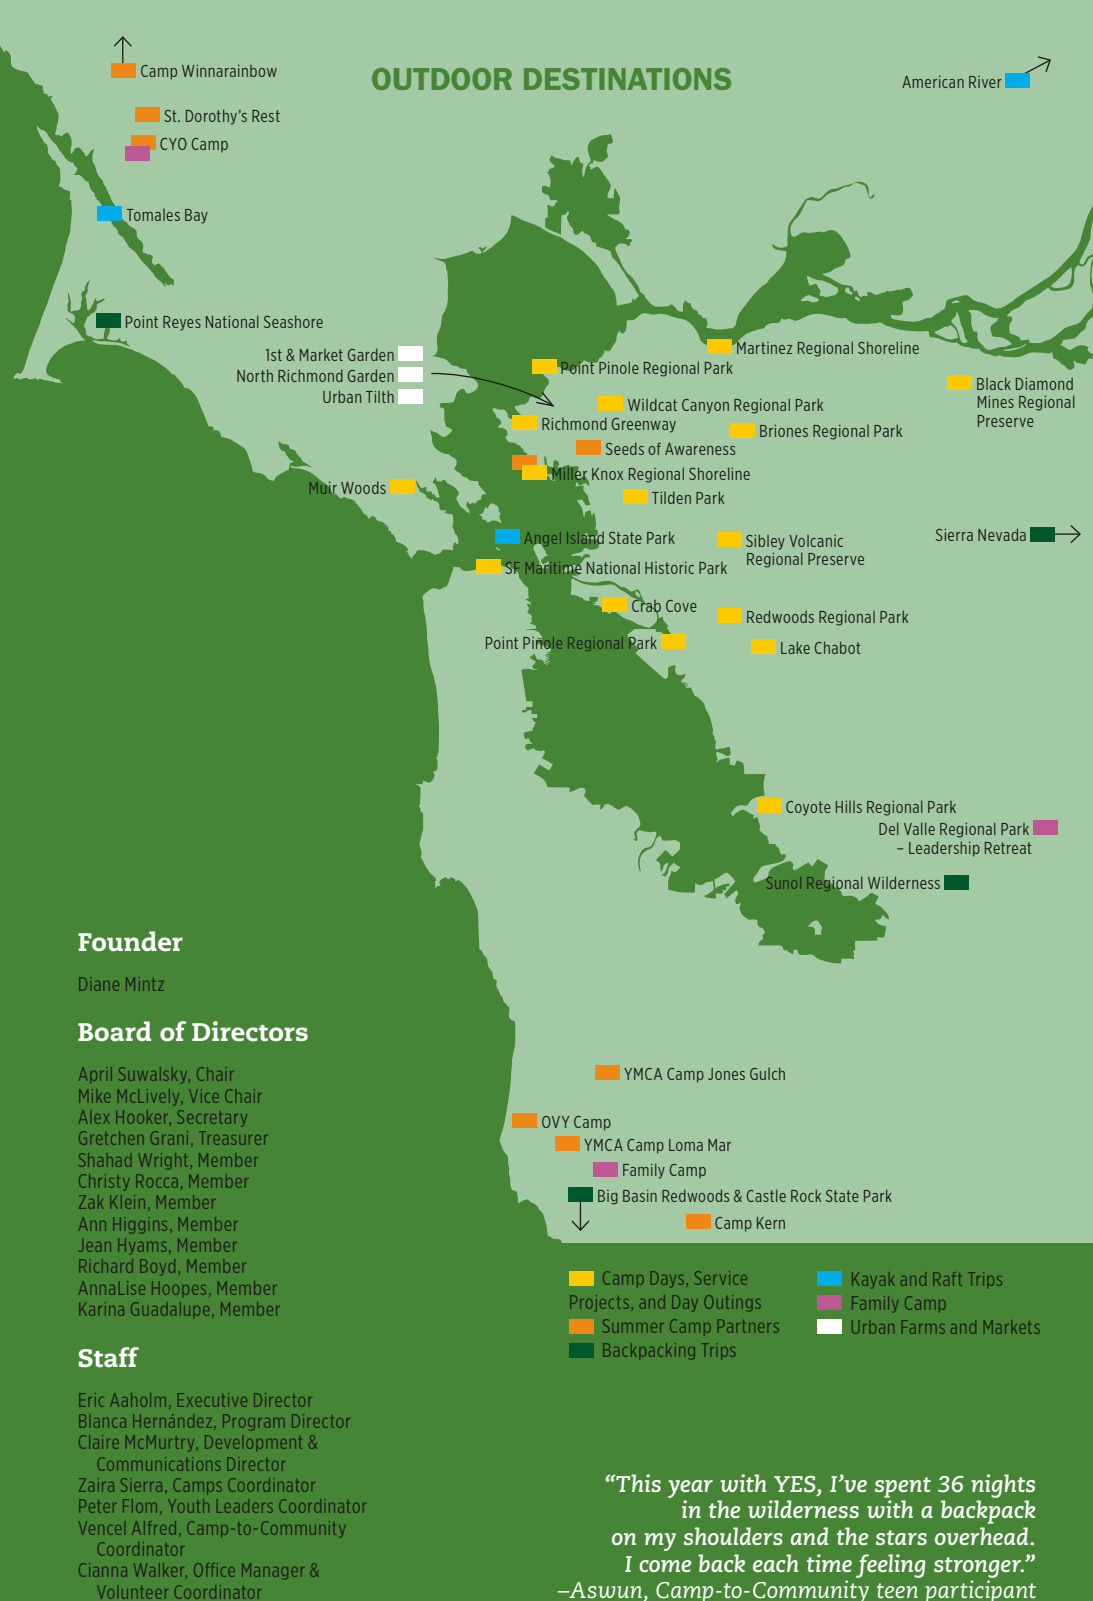 OUTDOOR DESTINATIONS
Camp Winnarainbow
American River
St. Dorothy's Rest
CYO Camp
Tomales Bay
Point Reyes National Seashore
1st & Market Garden
North Richmond Garden
Urban Tilth
Martinez Regional Shoreline
Point Pinole Regional Park
Black Diamond
Mines Regional
Preserve
Wildcat Canyon Regional Park
Richmond Greenway
Briones Regional Park
Seeds of Awareness
Miller Knox Regional Shoreline
Muir Woods
Tilden Park
Angel Island State Park
Sibley Volcanic
Regional Preserve
Sierra Nevada
SF Maritime National Historic Park
Crab Cove
Redwoods Regional Park
Point Pinole Regional Park
Lake Chabot
Coyote Hills Regional Park
Del Valle Regional Park
– Leadership Retreat
Sunol Regional Wilderness
YMCA Camp Jones Gulch
OVY Camp
YMCA Camp Loma Mar
Family Camp
Big Basin Redwoods & Castle Rock State Park
Camp Kern
Camp Days, Service
Projects, and Day Outings
Summer Camp Partners
Backpacking Trips
Kayak and Raft Trips
Family Camp
Urban Farms and Markets
Founder
Diane Mintz
Board of Directors
April Suwalsky, Chair
Mike McLively, Vice Chair
Alex Hooker, Secretary
Gretchen Grani, Treasurer
Shahad Wright, Member
Christy Rocca, Member
Zak Klein, Member
Ann Higgins, Member
Jean Hyams, Member
Richard Boyd, Member
AnnaLise Hoopes, Member
Karina Guadalupe, Member
Staff
Eric Aaholm, Executive Director
Blanca Hernández, Program Director
Claire McMurtry, Development &
Communications Director
Zaira Sierra, Camps Coordinator
Peter Flom, Youth Leaders Coordinator
Vencel Alfred, Camp-to-Community
Coordinator
Cianna Walker, Office Manager &
Volunteer Coordinator
“This year with YES, I’ve spent 36 nights
in the wilderness with a backpack
on my shoulders and the stars overhead.
I come back each time feeling stronger.”
–Aswun, Camp-to-Community teen participant